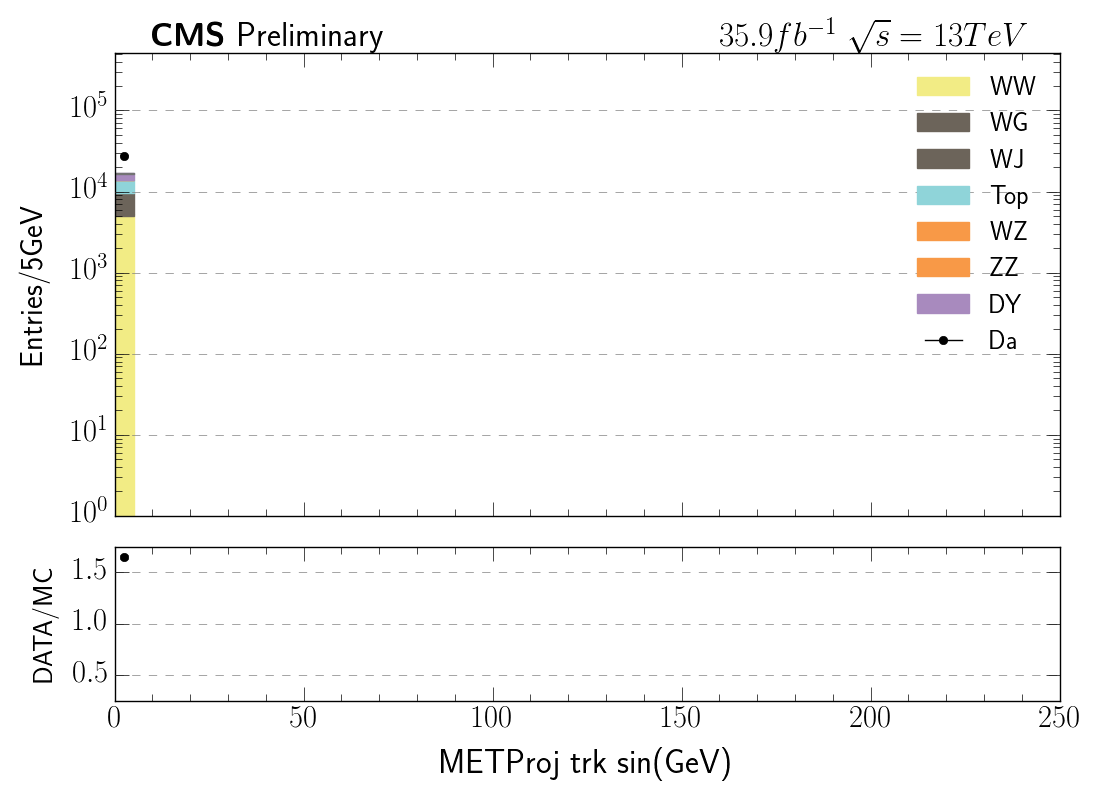 CMS Preliminary
35.9fb⁻¹ √s = 13TeV
Entries/5GeV
10⁵
10⁴
10³
10²
10¹
10⁰
WW
WG
WJ
Top
WZ
ZZ
DY
Da
DATA/MC
1.5
1.0
0.5
0 50 100 150 200 250
METProj trk sin(GeV)